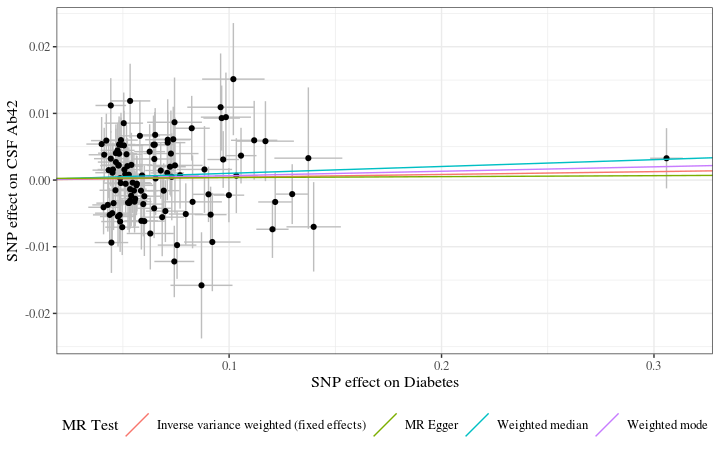 0.02
0.01
0.00
-0.01
-0.02
SNP effect on CSF Ab42
0.1 0.2 0.3
SNP effect on Diabetes
MR Test Inverse variance weighted (fixed effects) MR Egger Weighted median Weighted mode